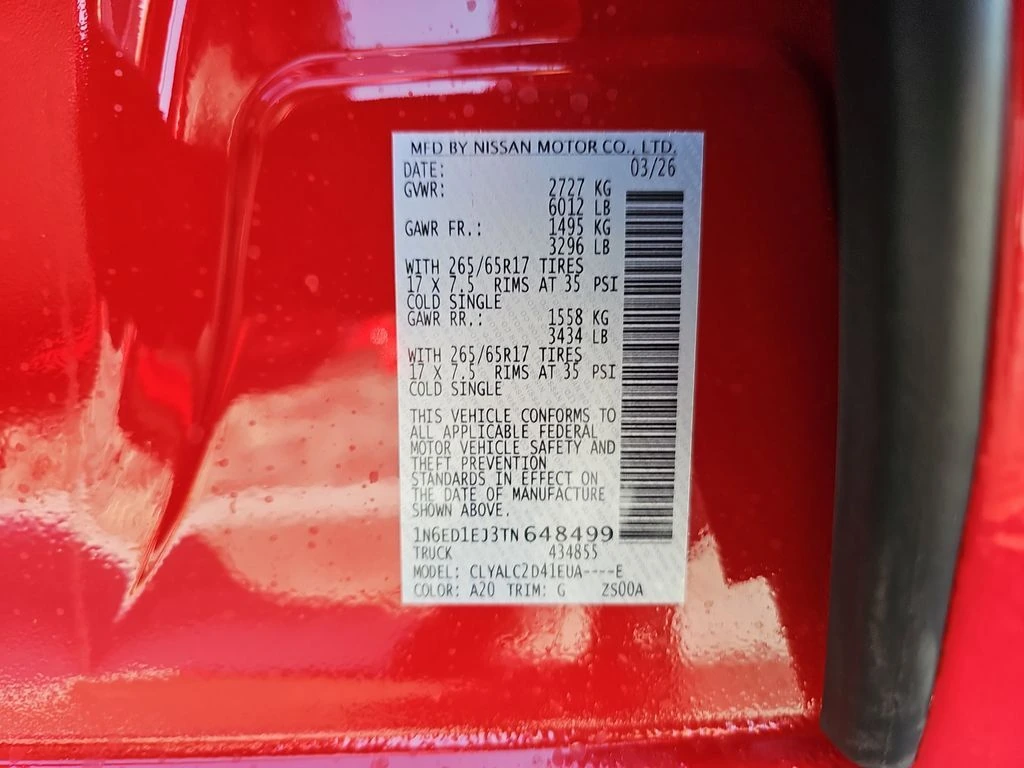 MFD BY NISSAN MOTOR CO., LTD.
DATE: 03/26
GVWR: 2727 KG
6012 LB
GAWR FR.: 1495 KG
3296 LB
WITH 265/65R17 TIRES
17 X 7.5 RIMS AT 35 PSI
COLD SINGLE
GAWR RR.: 1558 KG
3434 LB
WITH 265/65R17 TIRES
17 X 7.5 RIMS AT 35 PSI
COLD SINGLE
THIS VEHICLE CONFORMS TO
ALL APPLICABLE FEDERAL
MOTOR VEHICLE SAFETY AND
THEFT PREVENTION
STANDARDS IN EFFECT ON
THE DATE OF MANUFACTURE
SHOWN ABOVE.
1N6ED1EJ3TN648499
TRUCK 434855
MODEL: CLYALC2D41EUA----E
COLOR: A20 TRIM: G ZS00A